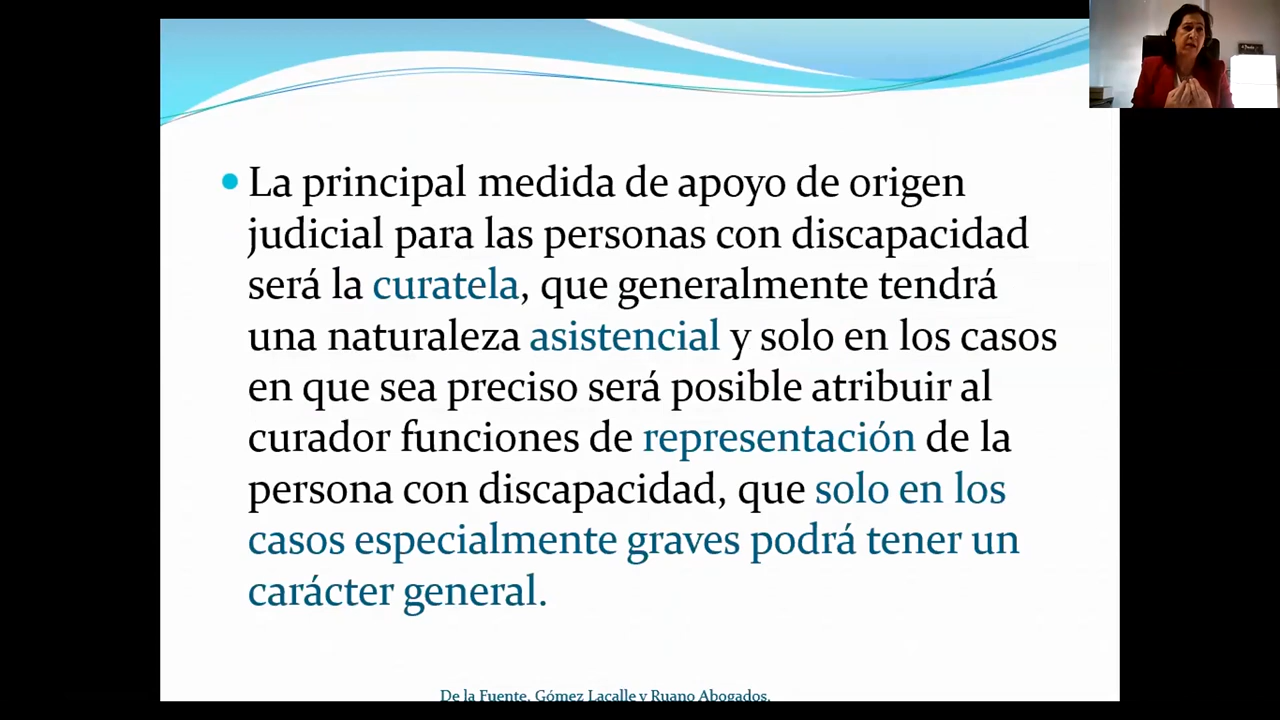 La principal medida de apoyo de origen
judicial para las personas con discapacidad
será la curatela, que generalmente tendrá
una naturaleza asistencial y solo en los casos
en que sea preciso será posible atribuir al
curador funciones de representación de la
persona con discapacidad, que solo en los
casos especialmente graves podrá tener un
carácter general.
De la Fuente, Gómez Lacalle y Ruano Abogados.